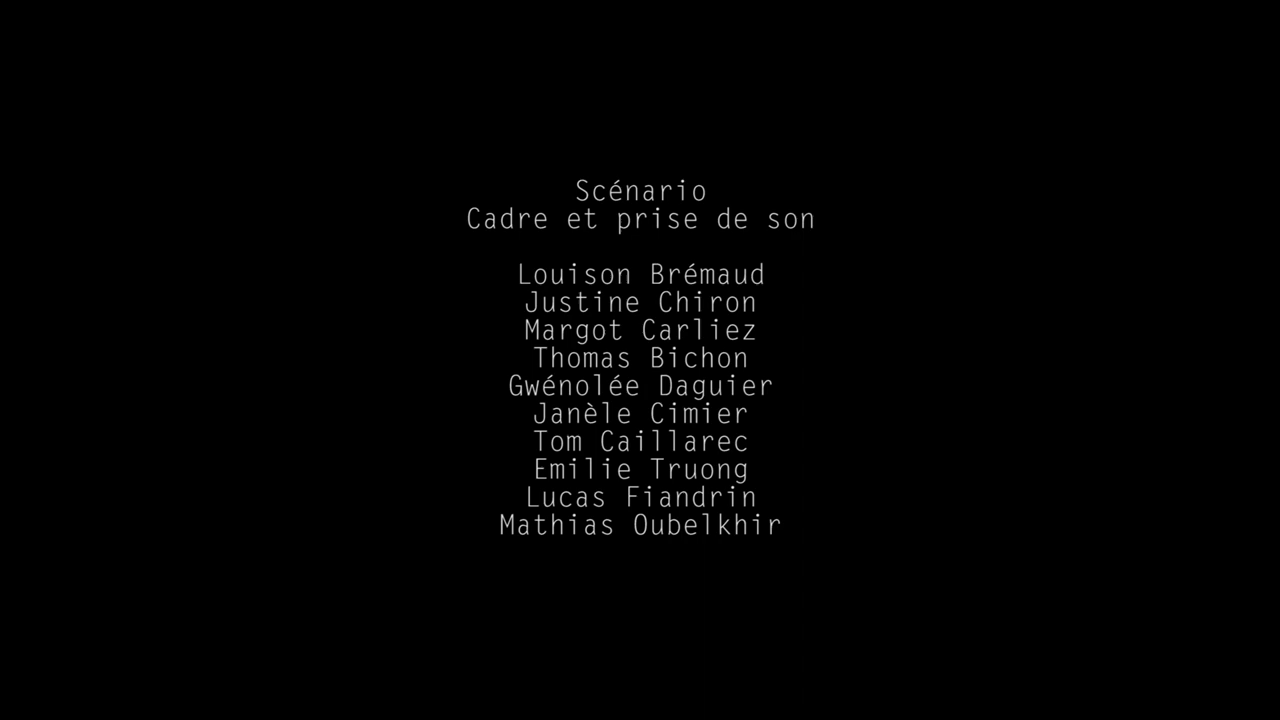 Scénario
Cadre et prise de son
Louison Brémaud
Justine Chiron
Margot Carliez
Thomas Bichon
Gwénolée Daguier
Janèle Cimier
Tom Caillarec
Emilie Truong
Lucas Fiandrin
Mathias Oubelkhir